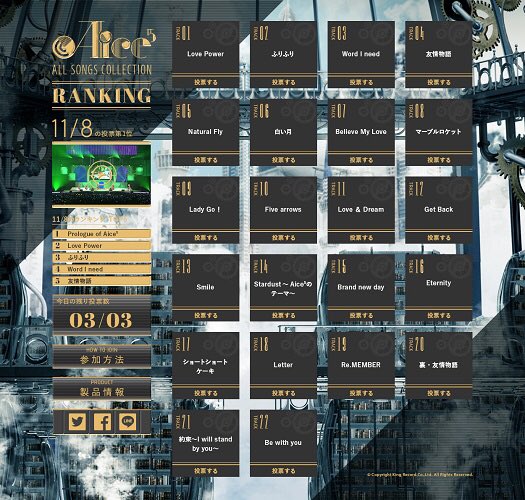 Aice⁵
ALL SONGS COLLECTION
RANKING
11/8の投票第1位
1 Prologue of Aice⁵
2 Love Power
3 ふりふり
4 Word I need
5 友情物語
今日の残り投票数
03/03
HOW TO JOIN
参加方法
PRODUCT
製品情報
TRACK 01
Love Power
投票する
TRACK 02
ふりふり
投票する
TRACK 03
Word I need
投票する
TRACK 04
友情物語
投票する
TRACK 05
Natural Fly
投票する
TRACK 06
白い月
投票する
TRACK 07
Believe My Love
投票する
TRACK 08
マーブルロケット
投票する
TRACK 09
Lady Go！
投票する
TRACK 10
Five arrows
投票する
TRACK 11
Love ＆ Dream
投票する
TRACK 12
Get Back
投票する
TRACK 13
Smile
投票する
TRACK 14
Stardust～Aice⁵の
テーマ～
投票する
TRACK 15
Brand new day
投票する
TRACK 16
Eternity
投票する
TRACK 17
ショートショート
ケーキ
投票する
TRACK 18
Letter
投票する
TRACK 19
Re.MEMBER
投票する
TRACK 20
裏・友情物語
投票する
TRACK 21
約束～I will stand
by you～
投票する
TRACK 22
Be with you
投票する
© Copyright King Record Co.,Ltd. All Rights Reserved.